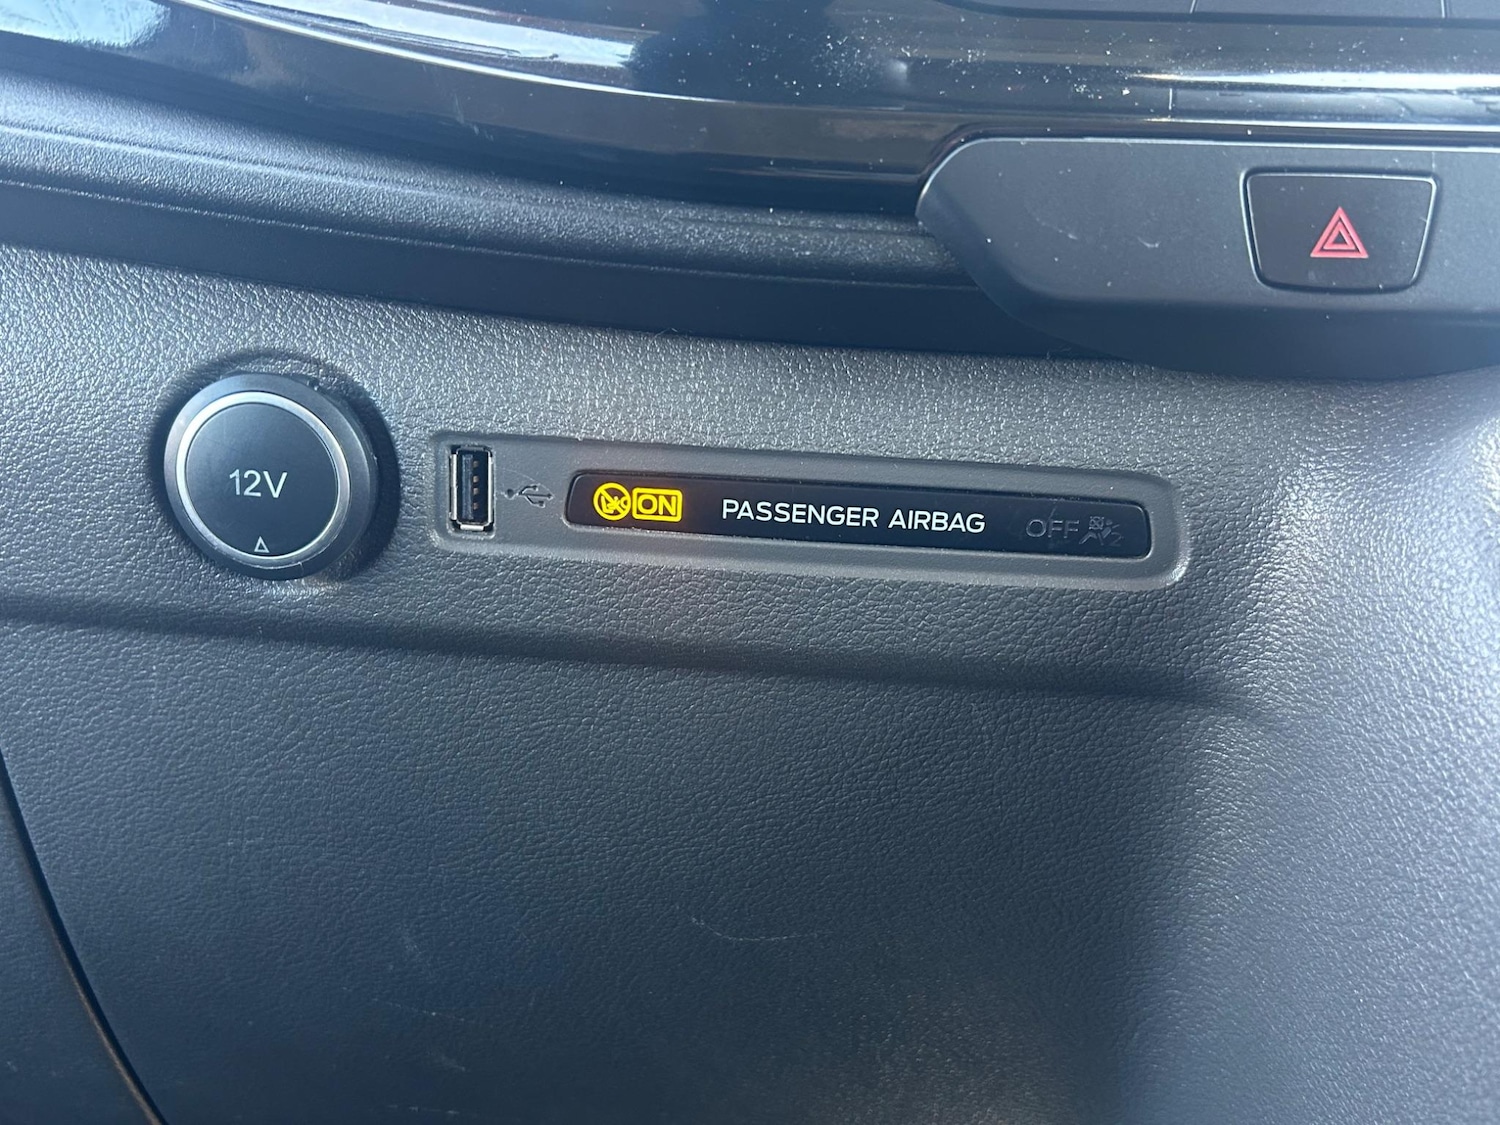 12V
ON PASSENGER AIRBAG OFF